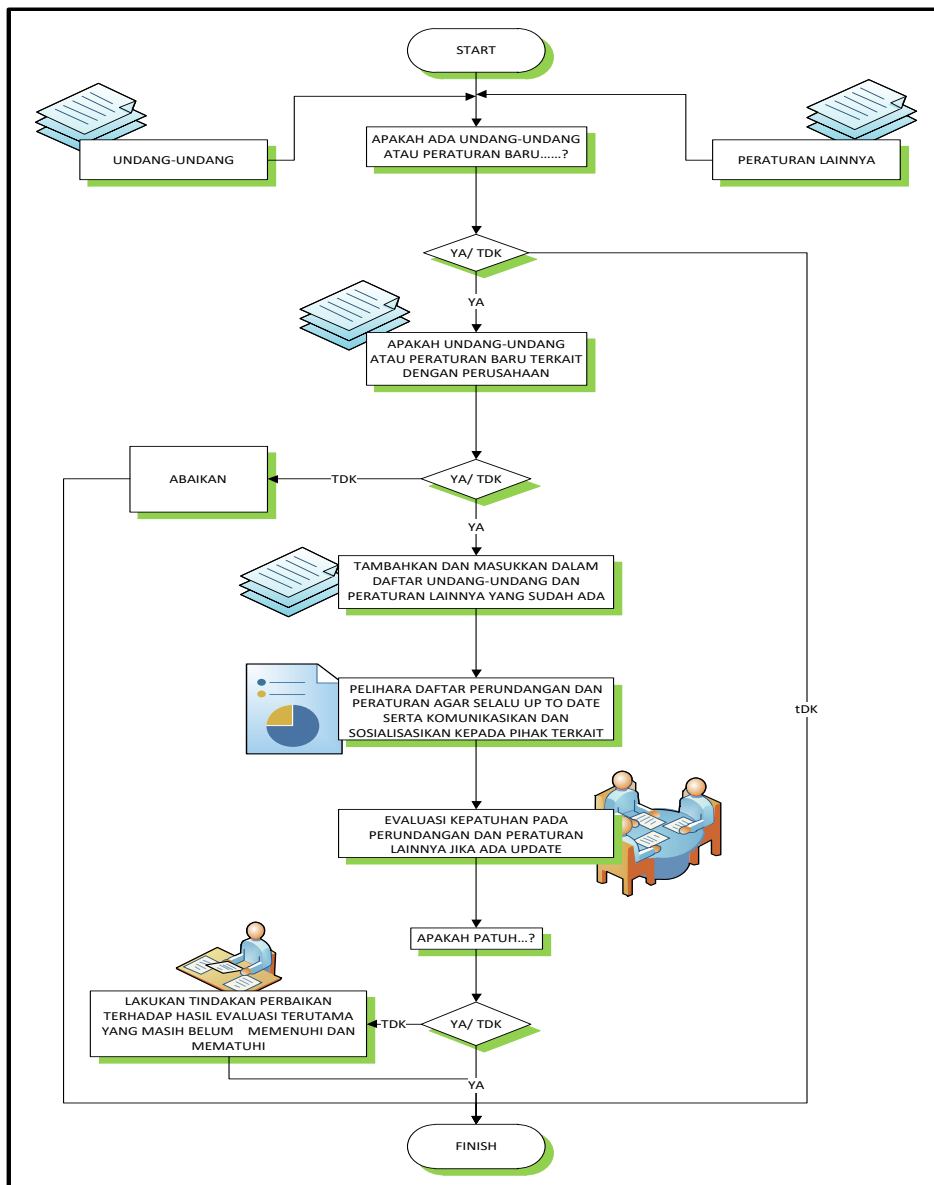 START
UNDANG-UNDANG
APAKAH ADA UNDANG-UNDANG
ATAU PERATURAN BARU......?
PERATURAN LAINNYA
YA/ TDK
YA
APAKAH UNDANG-UNDANG
ATAU PERATURAN BARU TERKAIT
DENGAN PERUSAHAAN
ABAIKAN
TDK
YA/ TDK
YA
TAMBAHKAN DAN MASUKKAN DALAM
DAFTAR UNDANG-UNDANG DAN
PERATURAN LAINNYA YANG SUDAH ADA
PELIHARA DAFTAR PERUNDANGAN DAN
PERATURAN AGAR SELALU UP TO DATE
SERTA KOMUNIKASIKAN DAN
SOSIALISASIKAN KEPADA PIHAK TERKAIT
tDK
EVALUASI KEPATUHAN PADA
PERUNDANGAN DAN PERATURAN
LAINNYA JIKA ADA UPDATE
APAKAH PATUH...?
LAKUKAN TINDAKAN PERBAIKAN
TERHADAP HASIL EVALUASI TERUTAMA
YANG MASIH BELUM MEMENUHI DAN
MEMATUHI
TDK
YA/ TDK
YA
FINISH